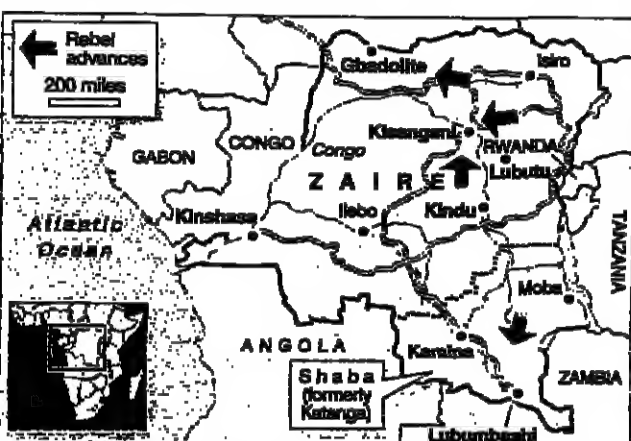 Rebel
advances
200 miles
Gbadolite
Isiro
CONGO
Congo
Kisangani
RWANDA
GABON
Lubutu
ZAIRE
Kinshasa
Ilebo
Kindu
Atlantic
Ocean
TANZANIA
Moba
ANGOLA
Kamina
Shaba
(formerly
Katanga)
ZAMBIA
Lubumbashi